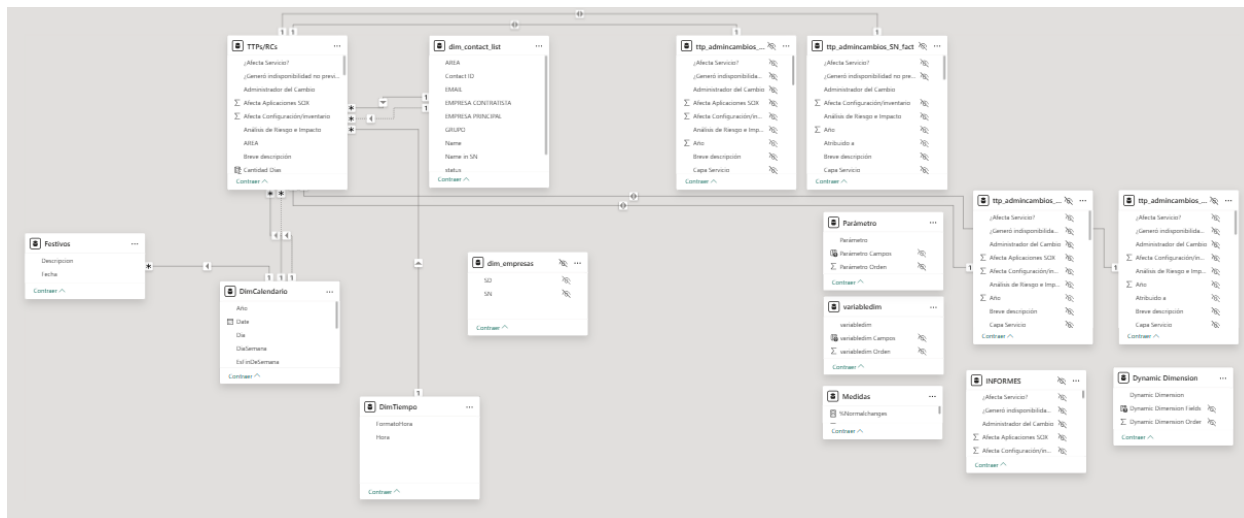 TTPs/RCs
¿Afecta Servicio?
¿Generó indisponibilidad no previ...
Administrador del Cambio
Afecta Aplicaciones SOX
Afecta Configuración/Inventario
Análisis de Riesgo e Impacto
AREA
Breve descripción
Cantidad Dias
Contraer
dim_contact_list
AREA
Contact ID
EMAIL
EMPRESA CONTRATISTA
EMPRESA PRINCIPAL
GRUPO
Name
Name in SN
status
Contraer
ttp_admincambios_...
¿Afecta Servicio?
¿Generó indisponibilida...
Administrador del Cambio
Afecta Aplicaciones SOX
Afecta Configuración/in...
Análisis de Riesgo e Imp...
Año
Breve descripción
Capa Servicio
Contraer
ttp_admincambios_SN_fact
¿Afecta Servicio?
¿Generó indisponibilidad no pre...
Administrador del Cambio
Análisis de Riesgo e Impacto
Año
Atribuido a
Breve descripción
Capa Servicio
Contraer
Festivos
Descripcion
Fecha
Contraer
DimCalendario
Año
Date
Dia
DiaSemana
EsFinDeSemana
Contraer
dim_empresas
SD
SN
Contraer
DimTiempo
FormatoHora
Hora
Contraer
Parámetro
Parámetro
Parámetro Campos
Parámetro Orden
Contraer
variabledim
variabledim
variabledim Campos
variabledim Orden
Contraer
Medidas
%Normalchanges
Contraer
ttp_admincambios_...
¿Afecta Servicio?
¿Generó indisponibilida...
Administrador del Cambio
Afecta Aplicaciones SOX
Afecta Configuración/in...
Análisis de Riesgo e Imp...
Año
Breve descripción
Capa Servicio
Contraer
ttp_admincambios_...
¿Afecta Servicio?
¿Generó indisponibilida...
Administrador del Cambio
Análisis de Riesgo e Imp...
Año
Atribuido a
Breve descripción
Capa Servicio
Contraer
INFORMES
¿Afecta Servicio?
¿Generó indisponibilida...
Administrador del Cambio
Afecta Aplicaciones SOX
Afecta Configuración/in...
Contraer
Dynamic Dimension
Dynamic Dimension
Dynamic Dimension Fields
Dynamic Dimension Order
Contraer